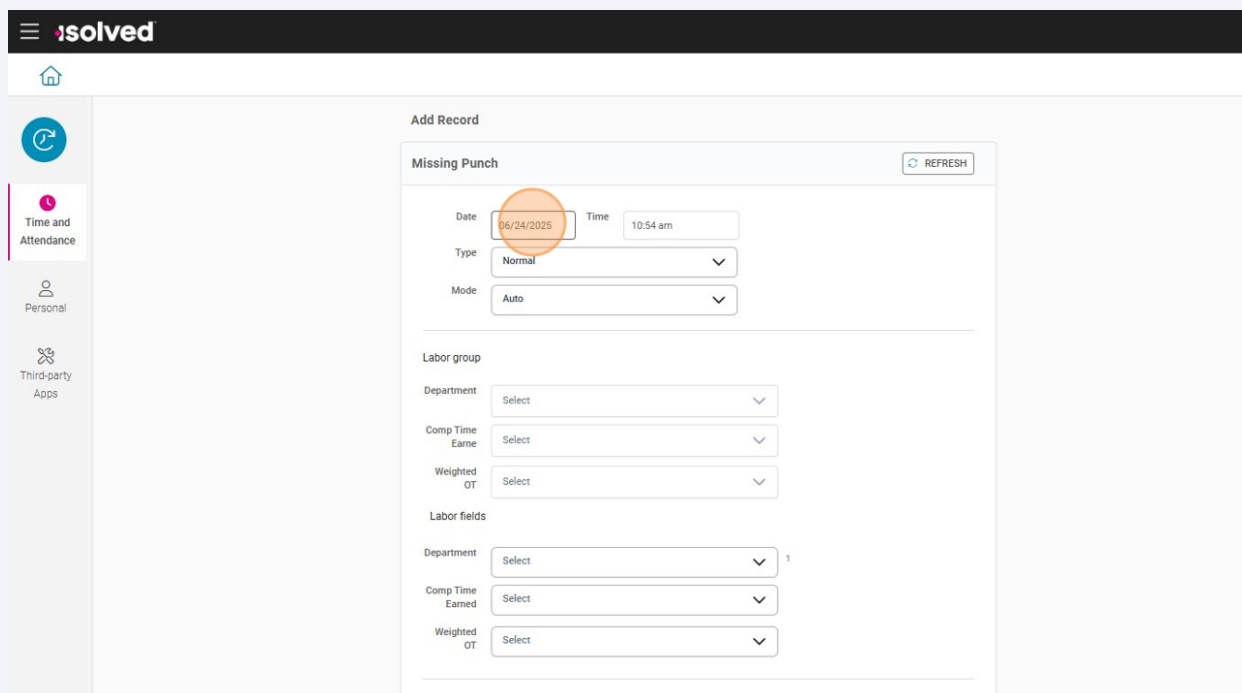 isolved
Add Record
Missing Punch
REFRESH
Date
06/24/2025
Time
10:54 am
Type
Normal
Mode
Auto
Time and
Attendance
Personal
Third-party
Apps
Labor group
Department
Select
Comp Time
Earne
Select
Weighted
OT
Select
Labor fields
Department
Select
1
Comp Time
Earned
Select
Weighted
OT
Select